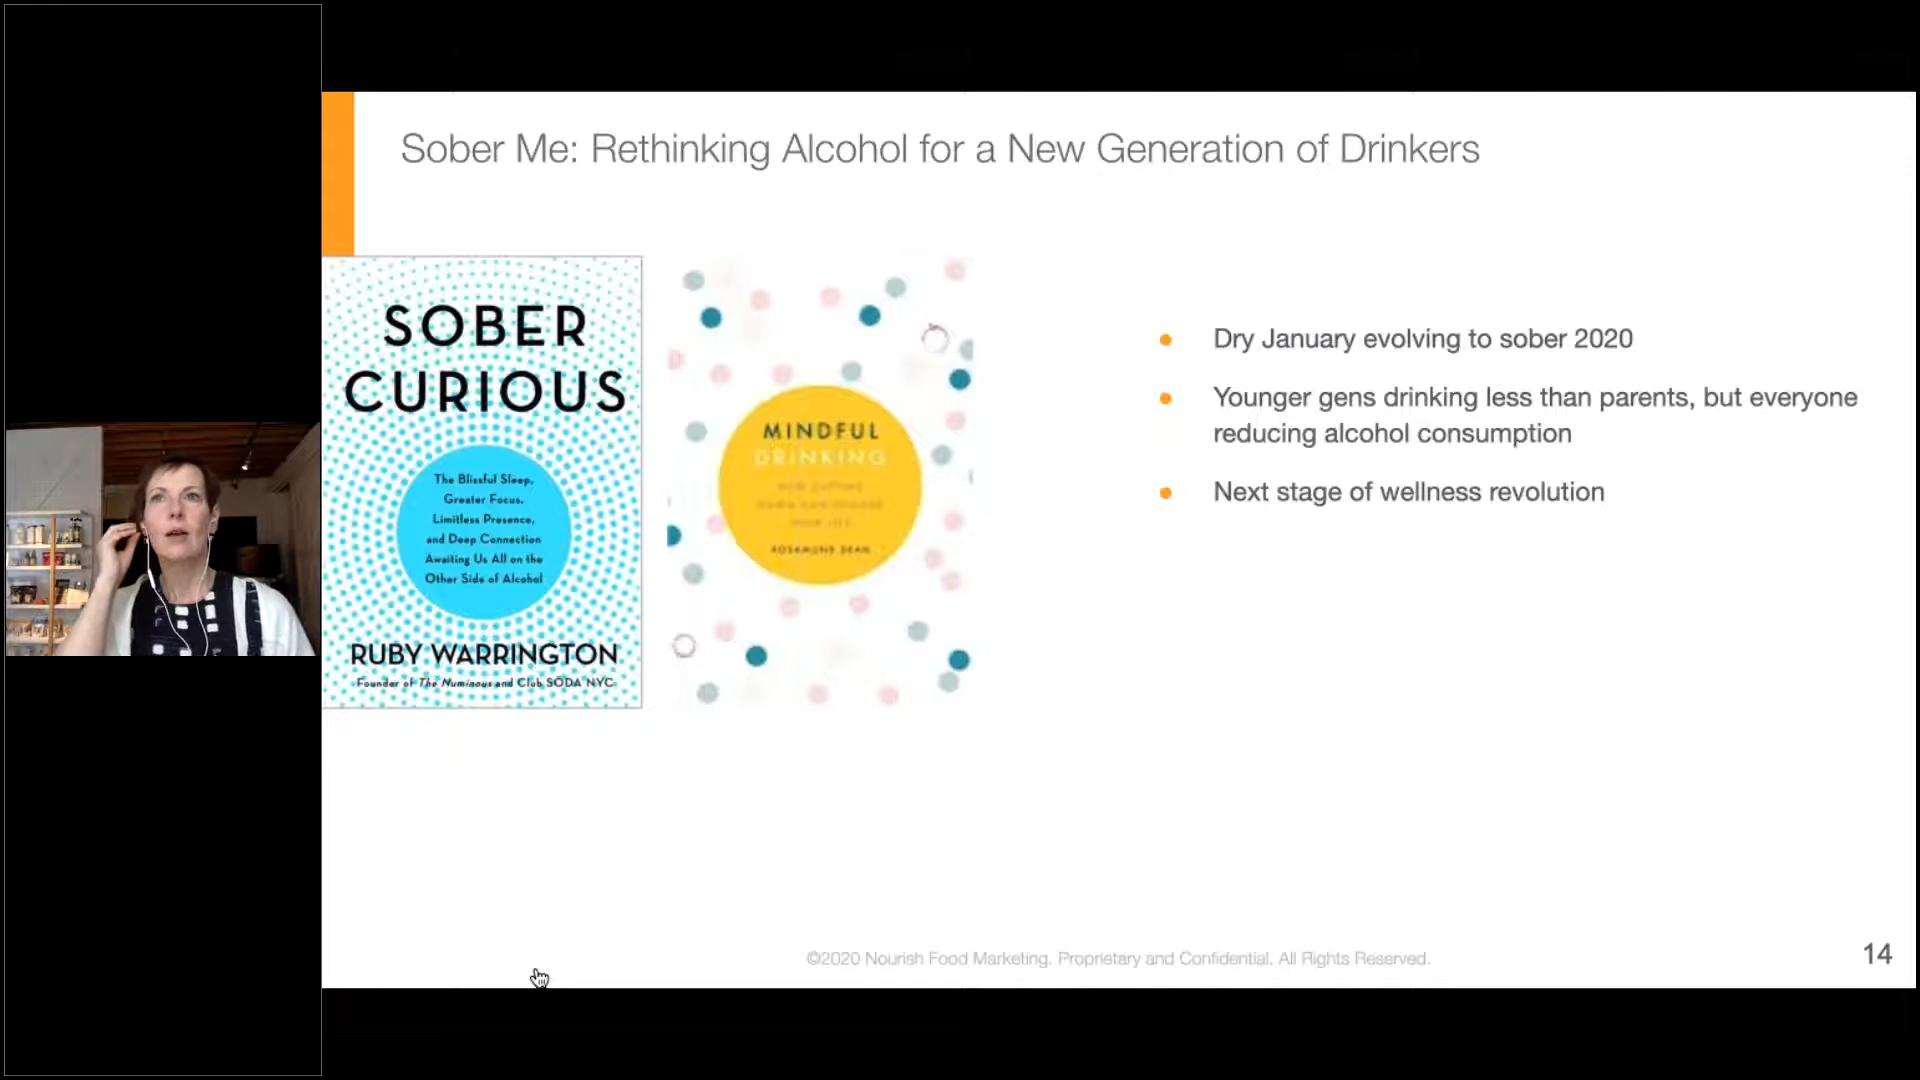 Sober Me: Rethinking Alcohol for a New Generation of Drinkers
SOBER
CURIOUS
The Blissful Sleep,
Greater Focus,
Limitless Presence,
and Deep Connection
Awaiting Us All on the
Other Side of Alcohol
RUBY WARRINGTON
Founder of The Numinous and Club SÖDA NYC
MINDFUL
DRINKING
ROSAMUND DEAN
Dry January evolving to sober 2020
Younger gens drinking less than parents, but everyone
reducing alcohol consumption
Next stage of wellness revolution
©2020 Nourish Food Marketing. Proprietary and Confidential. All Rights Reserved.
14